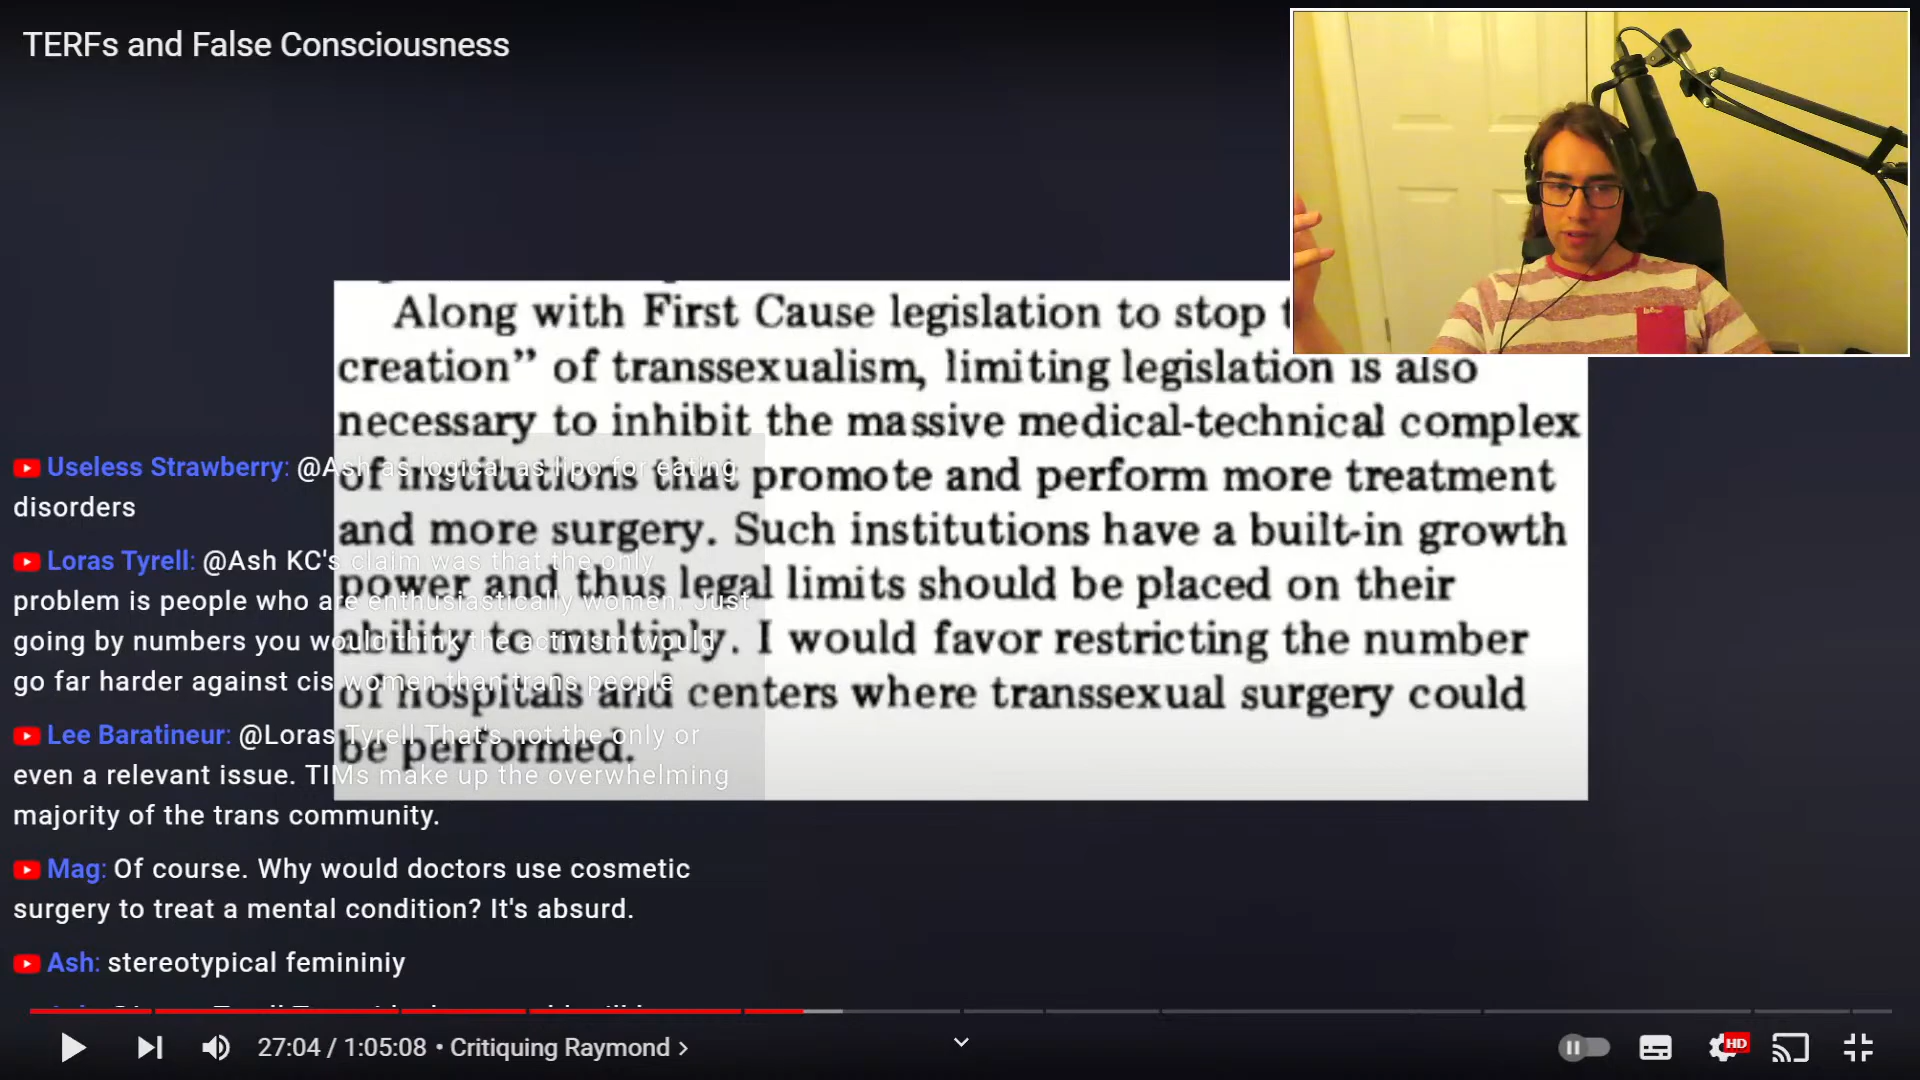 TERFs and False Consciousness
Along with First Cause legislation to stop
creation” of transsexualism, limiting legislation is also
necessary to inhibit the massive medical-technical complex
of institutions that promote and perform more treatment
and more surgery. Such institutions have a built-in growth
power and thus legal limits should be placed on their
ability to multiply. I would favor restricting the number
of hospitals and centers where transsexual surgery could
be performed.
Useless Strawberry: @Ash as logical as lipo for eating
disorders
Loras Tyrell: @Ash KC's claim was that the only
problem is people who are enthusiastically women. Just
going by numbers you would think the activism would
go far harder against cis women than trans people
Lee Baratineur: @Loras Tyrell That's not the only or
even a relevant issue. TIMs make up the overwhelming
majority of the trans community.
Mag: Of course. Why would doctors use cosmetic
surgery to treat a mental condition? It's absurd.
Ash: stereotypical femininiy
27:04 / 1:05:08 • Critiquing Raymond >
HD